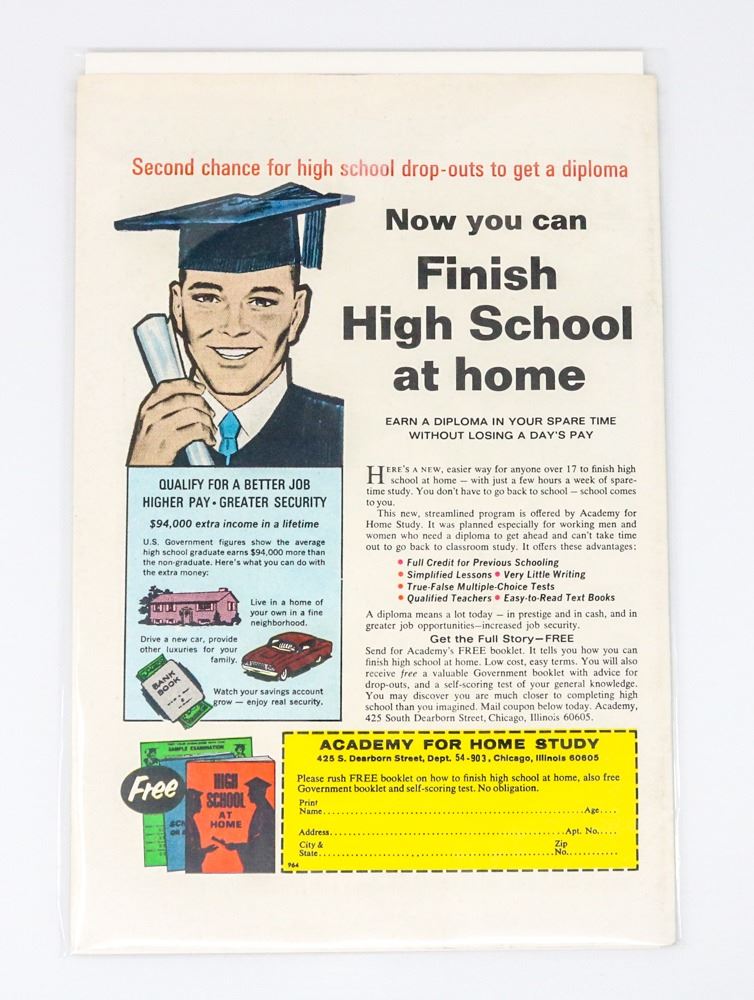 Second chance for high school drop-outs to get a diploma
Now you can
Finish
High School
at home
EARN A DIPLOMA IN YOUR SPARE TIME
WITHOUT LOSING A DAY'S PAY
HERE'S A NEW, easier way for anyone over 17 to finish high
school at home — with just a few hours a week of spare-
time study. You don't have to go back to school — school comes
to you.
This new, streamlined program is offered by Academy for
Home Study. It was planned especially for working men and
women who need a diploma to get ahead and can't take time
out to go back to classroom study. It offers these advantages:
• Full Credit for Previous Schooling
• Simplified Lessons • Very Little Writing
• True-False Multiple-Choice Tests
• Qualified Teachers • Easy-to-Read Text Books
A diploma means a lot today — in prestige and in cash, and in
greater job opportunities—increased job security.
Get the Full Story—FREE
Send for Academy's FREE booklet. It tells you how you can
finish high school at home. Low cost, easy terms. You will also
receive free a valuable Government booklet with advice for
drop-outs, and a self-scoring test of your general knowledge.
You may discover you are much closer to completing high
school than you imagined. Mail coupon below today. Academy,
425 South Dearborn Street, Chicago, Illinois 60605.
QUALIFY FOR A BETTER JOB
HIGHER PAY • GREATER SECURITY
$94,000 extra income in a lifetime
U.S. Government figures show the average
high school graduate earns $94,000 more than
the non-graduate. Here's what you can do with
the extra money:
Live in a home of
your own in a fine
neighborhood.
Drive a new car, provide
other luxuries for your
family.
BANK
BOOK
Watch your savings account
grow — enjoy real security.
Free
SAMPLE EXAMINATION
HIGH
SCHOOL
AT
HOME
ACADEMY FOR HOME STUDY
425 S. Dearborn Street, Dept. 54-903, Chicago, Illinois 60605
Please rush FREE booklet on how to finish high school at home, also free
Government booklet and self-scoring test. No obligation.
Print
Name Age
Address Apt. No.
City & Zip
State No.
964